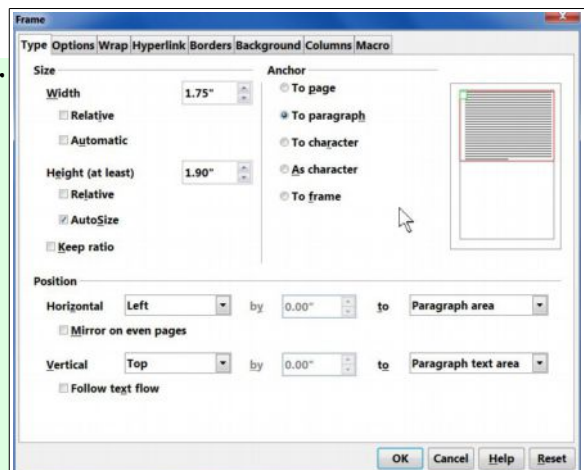 Frame
Type Options Wrap Hyperlink Borders Background Columns Macro
Size
Width 1.75"
Relative
Automatic
Height (at least) 1.90"
Relative
AutoSize
Keep ratio
Anchor
To page
To paragraph
To character
As character
To frame
Position
Horizontal Left by 0.00" to Paragraph area
Mirror on even pages
Vertical Top by 0.00" to Paragraph text area
Follow text flow
OK Cancel Help Reset